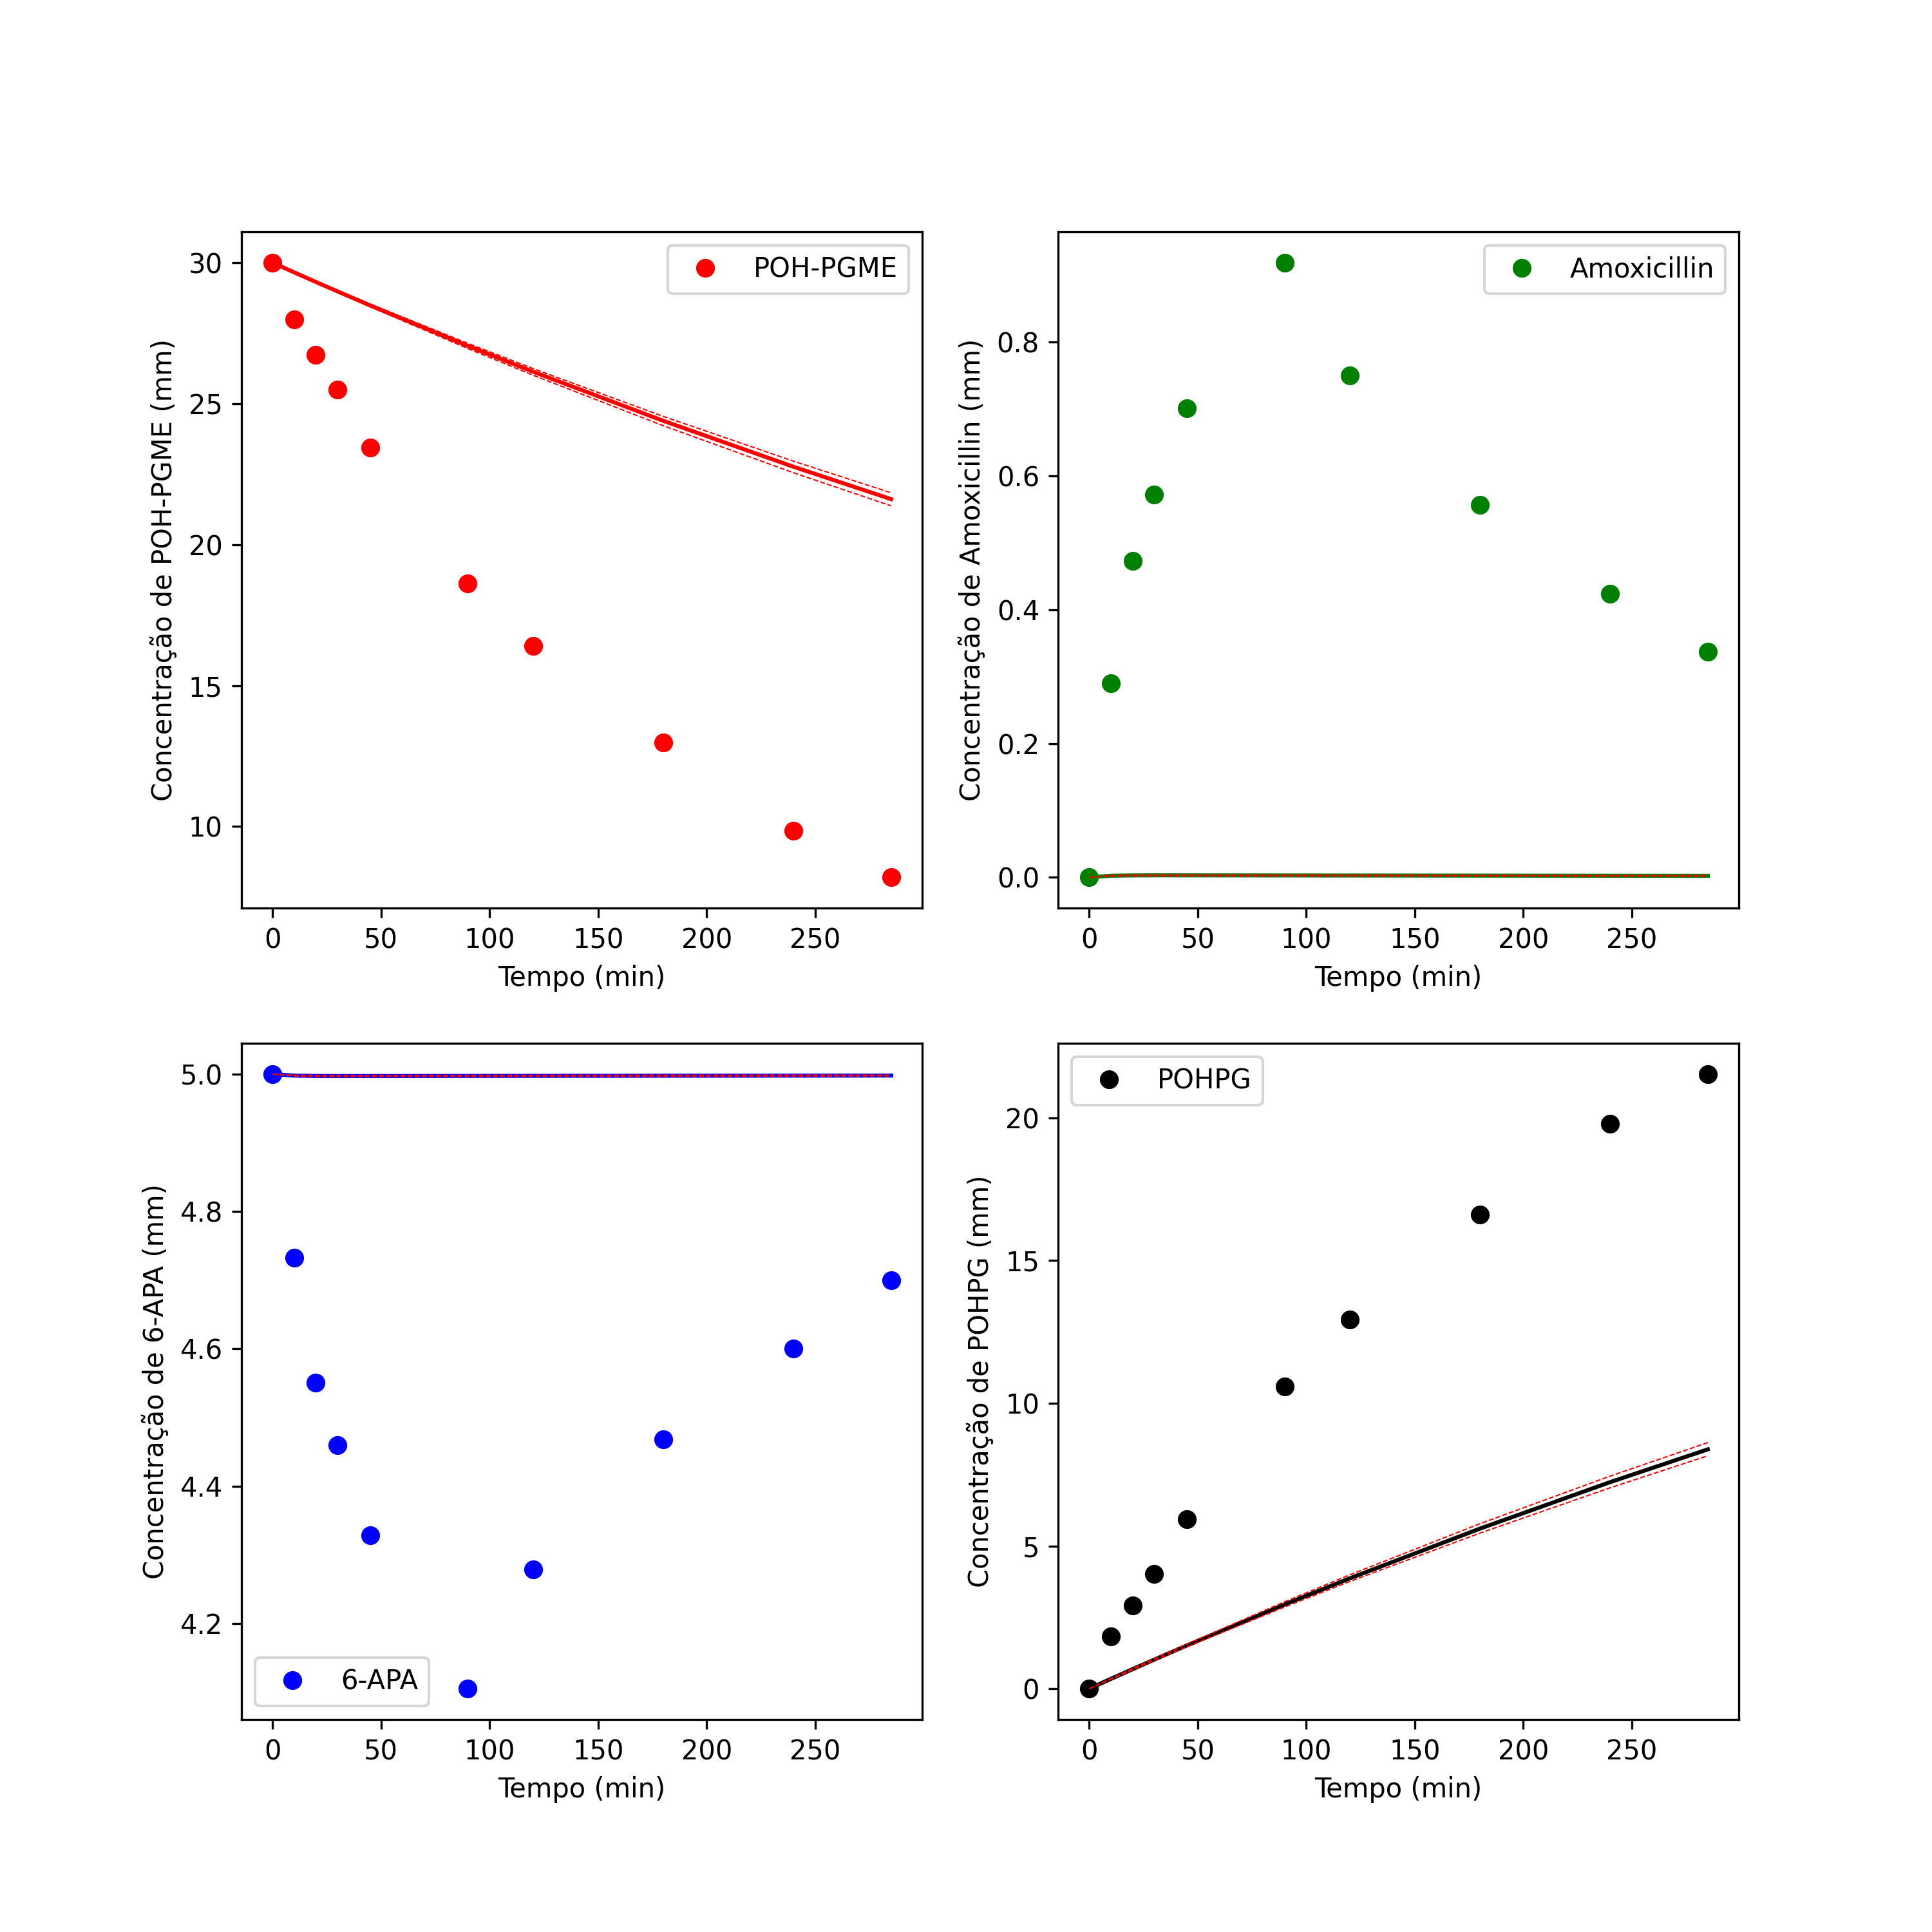 POH-PGME
Concentração de POH-PGME (mm)
30
25
20
15
10
0 50 100 150 200 250
Tempo (min)
Amoxicillin
Concentração de Amoxicillin (mm)
0.8
0.6
0.4
0.2
0.0
0 50 100 150 200 250
Tempo (min)
Concentração de 6-APA (mm)
5.0
4.8
4.6
4.4
4.2
6-APA
0 50 100 150 200 250
Tempo (min)
POHPG
Concentração de POHPG (mm)
20
15
10
5
0
0 50 100 150 200 250
Tempo (min)